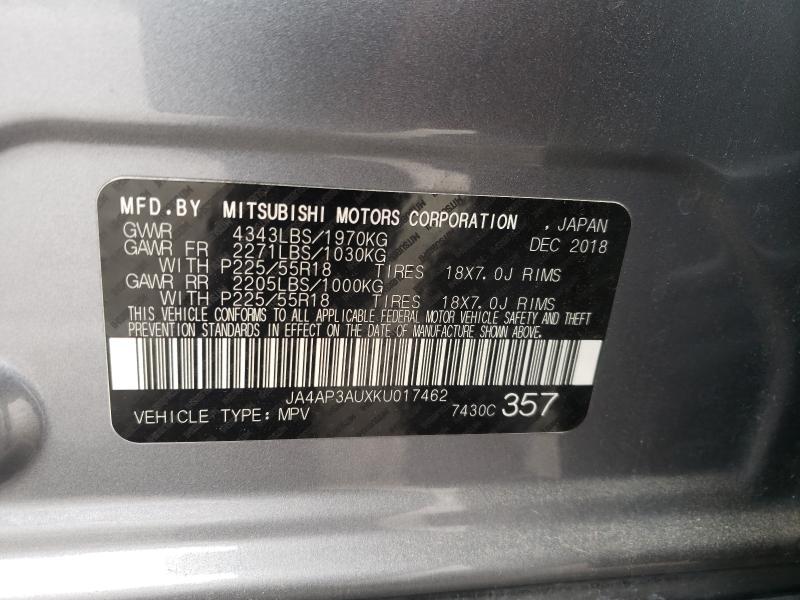 MFD.BY MITSUBISHI MOTORS CORPORATION , JAPAN
GVWR 4343LBS/1970KG DEC 2018
GAWR FR 2271LBS/1030KG
WITH P225/55R18 TIRES 18X7.0J RIMS
GAWR RR 2205LBS/1000KG
WITH P225/55R18 TIRES 18X7.0J RIMS
THIS VEHICLE CONFORMS TO ALL APPLICABLE FEDERAL MOTOR VEHICLE SAFETY AND THEFT
PREVENTION STANDARDS IN EFFECT ON THE DATE OF MANUFACTURE SHOWN ABOVE.
JA4AP3AUXKU017462
VEHICLE TYPE: MPV 7430C 357